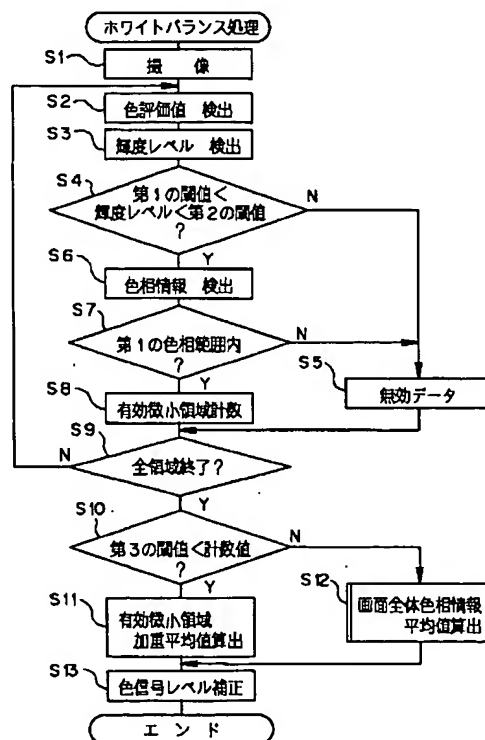 ホワイトバランス処理
S1
撮 像
S2
色評価値 検出
S3
輝度レベル 検出
S4
第1の閾値<
輝度レベル<第2の閾値
?
N
Y
S6
色相情報 検出
S7
第1の色相範囲内
?
N
Y
S5
無効データ
S8
有効微小領域計数
S9
N
全領域終了?
Y
S10
第3の閾値<計数値
?
N
Y
S11
有効微小領域
加重平均値算出
S12
画面全体色相情報
平均値算出
S13
色信号レベル補正
エ ン ド